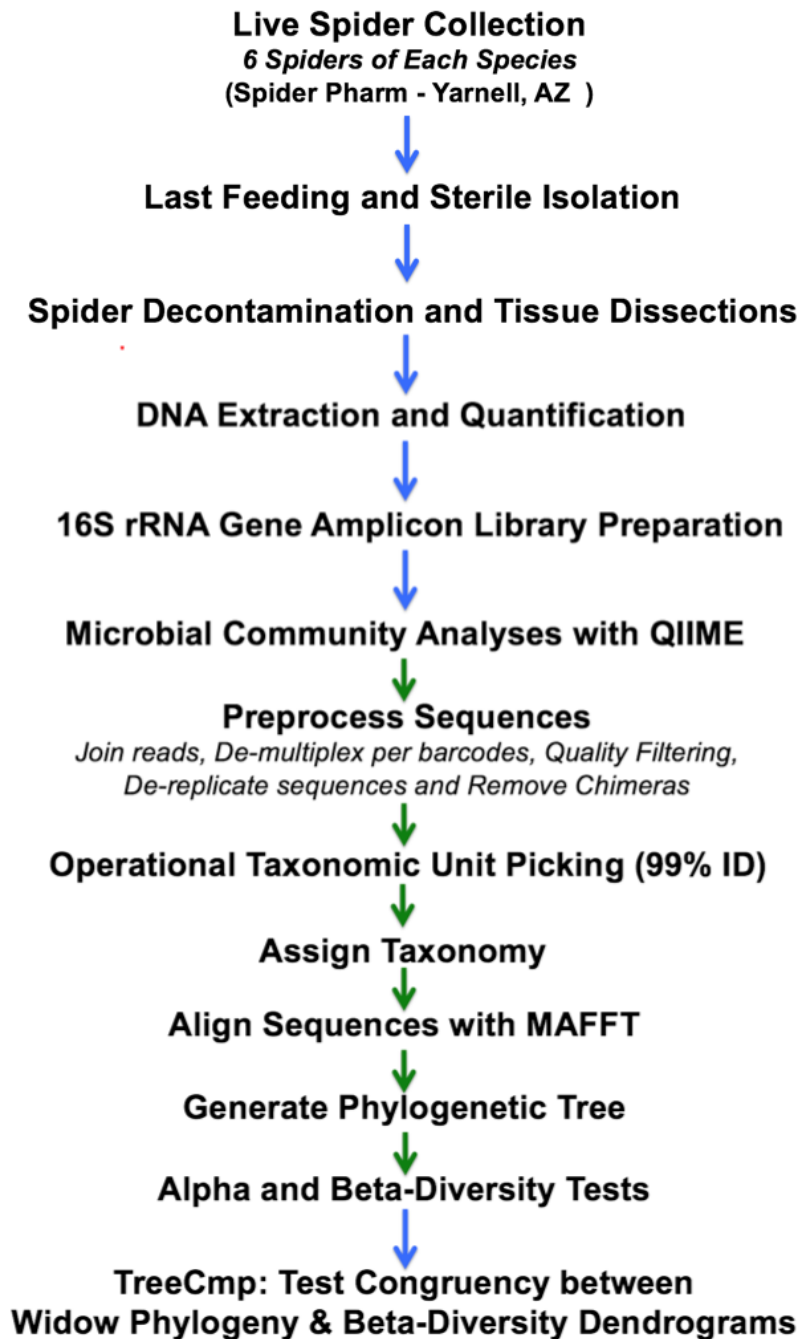 Live Spider Collection
6 Spiders of Each Species
(Spider Pharm - Yarnell, AZ )
Last Feeding and Sterile Isolation
Spider Decontamination and Tissue Dissections
DNA Extraction and Quantification
16S rRNA Gene Amplicon Library Preparation
Microbial Community Analyses with QIIME
Preprocess Sequences
Join reads, De-multiplex per barcodes, Quality Filtering,
De-replicate sequences and Remove Chimeras
Operational Taxonomic Unit Picking (99% ID)
Assign Taxonomy
Align Sequences with MAFFT
Generate Phylogenetic Tree
Alpha and Beta-Diversity Tests
TreeCmp: Test Congruency between
Widow Phylogeny & Beta-Diversity Dendrograms